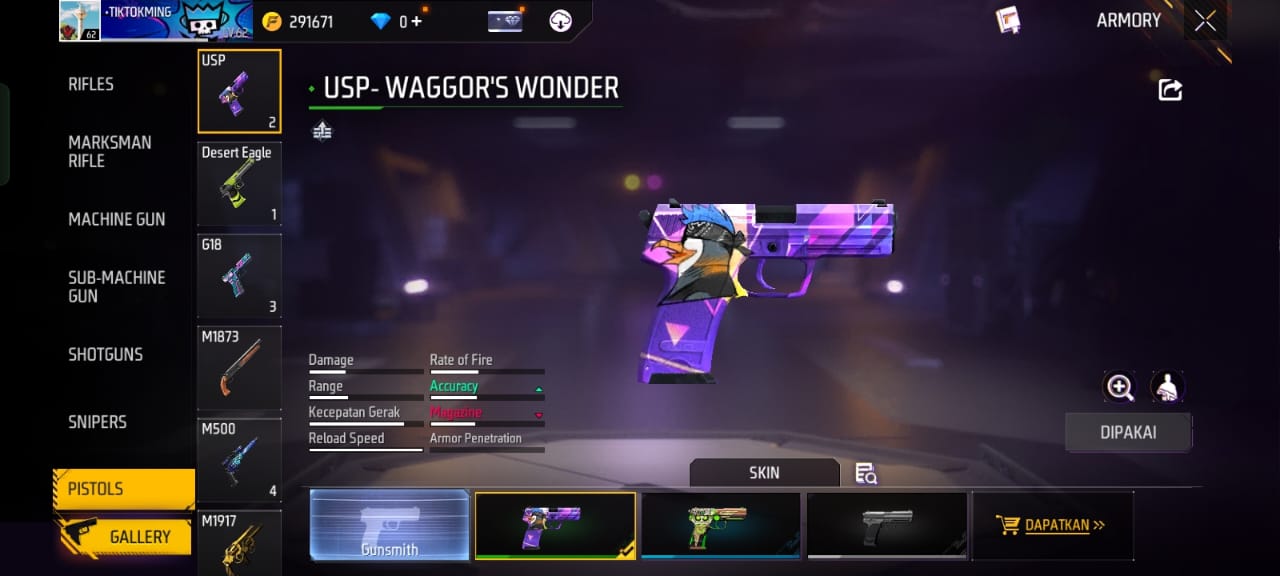 •TIKTOKMING
62
LV.62
291671
0 +
ARMORY
RIFLES
MARKSMAN
RIFLE
MACHINE GUN
SUB-MACHINE
GUN
SHOTGUNS
SNIPERS
PISTOLS
GALLERY
USP
2
Desert Eagle
1
G18
3
M1873
M500
4
M1917
USP- WAGGOR'S WONDER
Damage
Rate of Fire
Range
Accuracy
Kecepatan Gerak
Magazine
Reload Speed
Armor Penetration
DIPAKAI
SKIN
Gunsmith
DAPATKAN >>